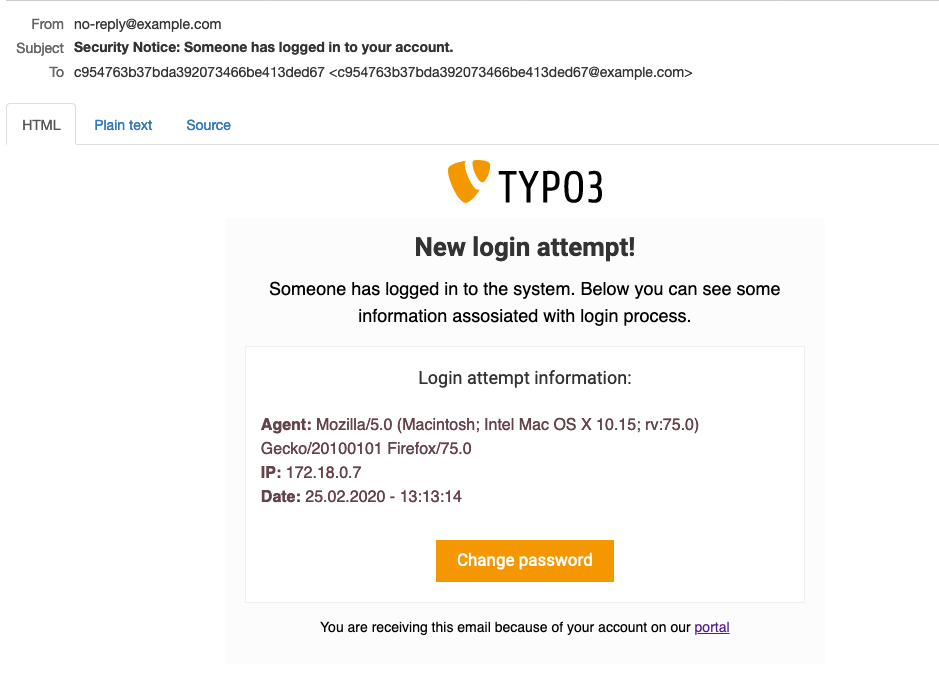 From no-reply@example.com
Subject Security Notice: Someone has logged in to your account.
To c954763b37bda392073466be413ded67 <c954763b37bda392073466be413ded67@example.com>
HTML Plain text Source
TYPO3
New login attempt!
Someone has logged in to the system. Below you can see some
information assosiated with login process.
Login attempt information:
Agent: Mozilla/5.0 (Macintosh; Intel Mac OS X 10.15; rv:75.0)
Gecko/20100101 Firefox/75.0
IP: 172.18.0.7
Date: 25.02.2020 - 13:13:14
Change password
You are receiving this email because of your account on our portal